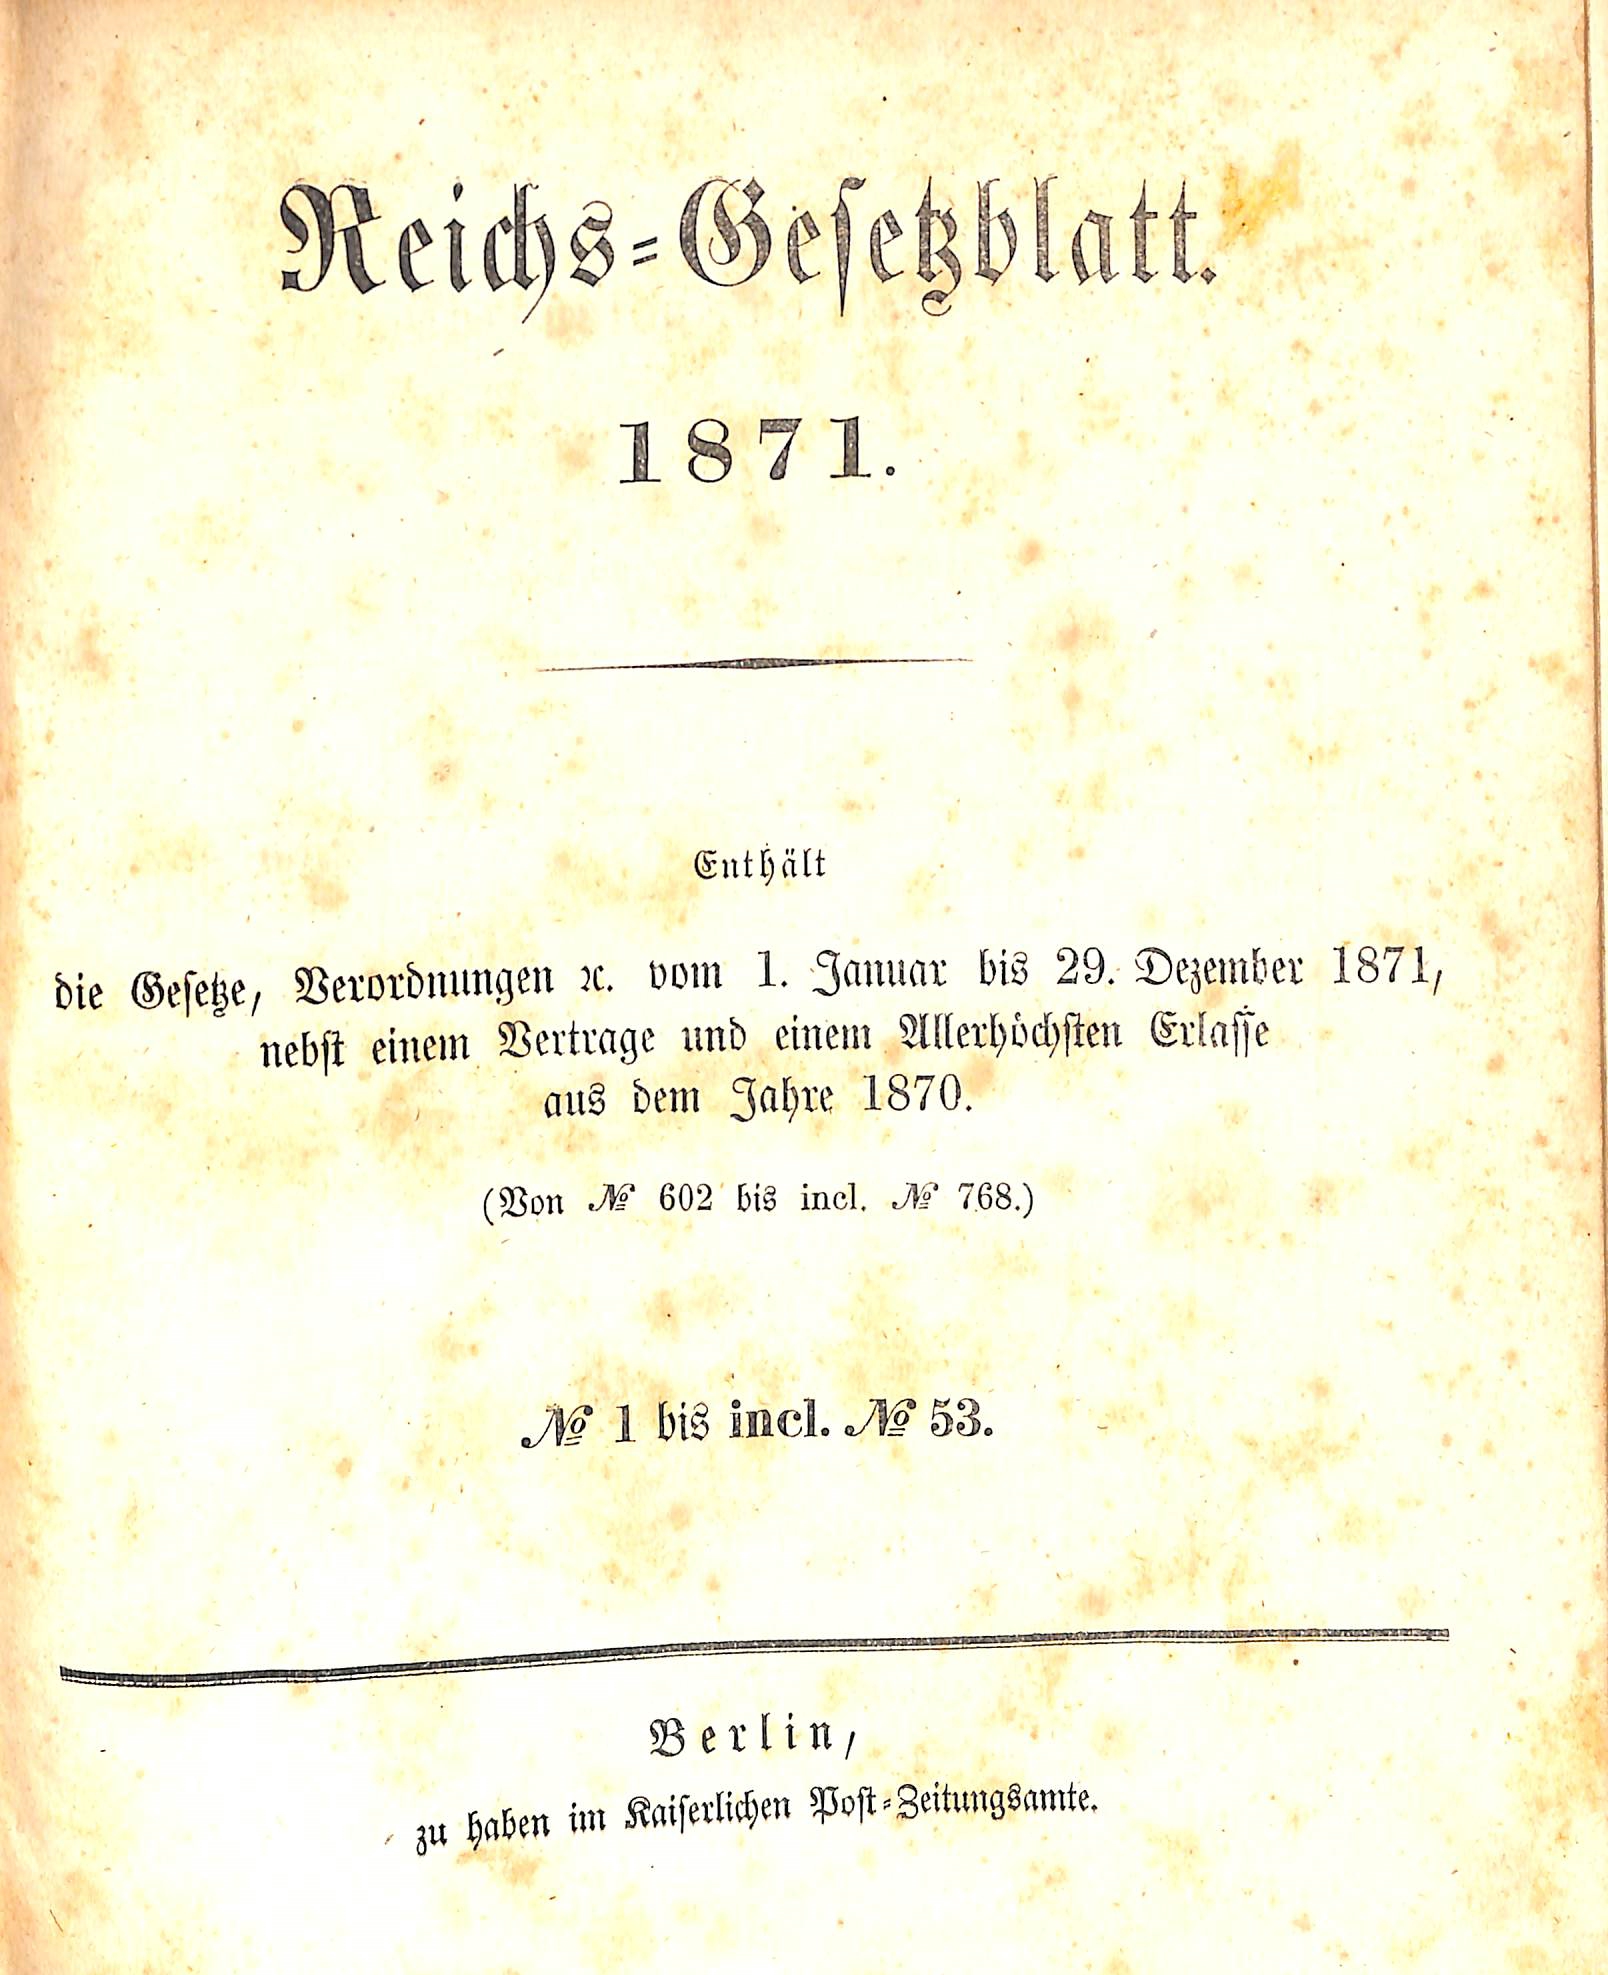 Reichs=Gesetzblatt.
1871.
Enthält
die Gesetze, Verordnungen ꝛc. vom 1. Januar bis 29. Dezember 1871,
nebst einem Vertrage und einem Allerhöchsten Erlasse
aus dem Jahre 1870.
(Von № 602 bis incl. № 768.)
№ 1 bis incl. № 53.
Berlin,
zu haben im Kaiserlichen Post=Zeitungsamte.